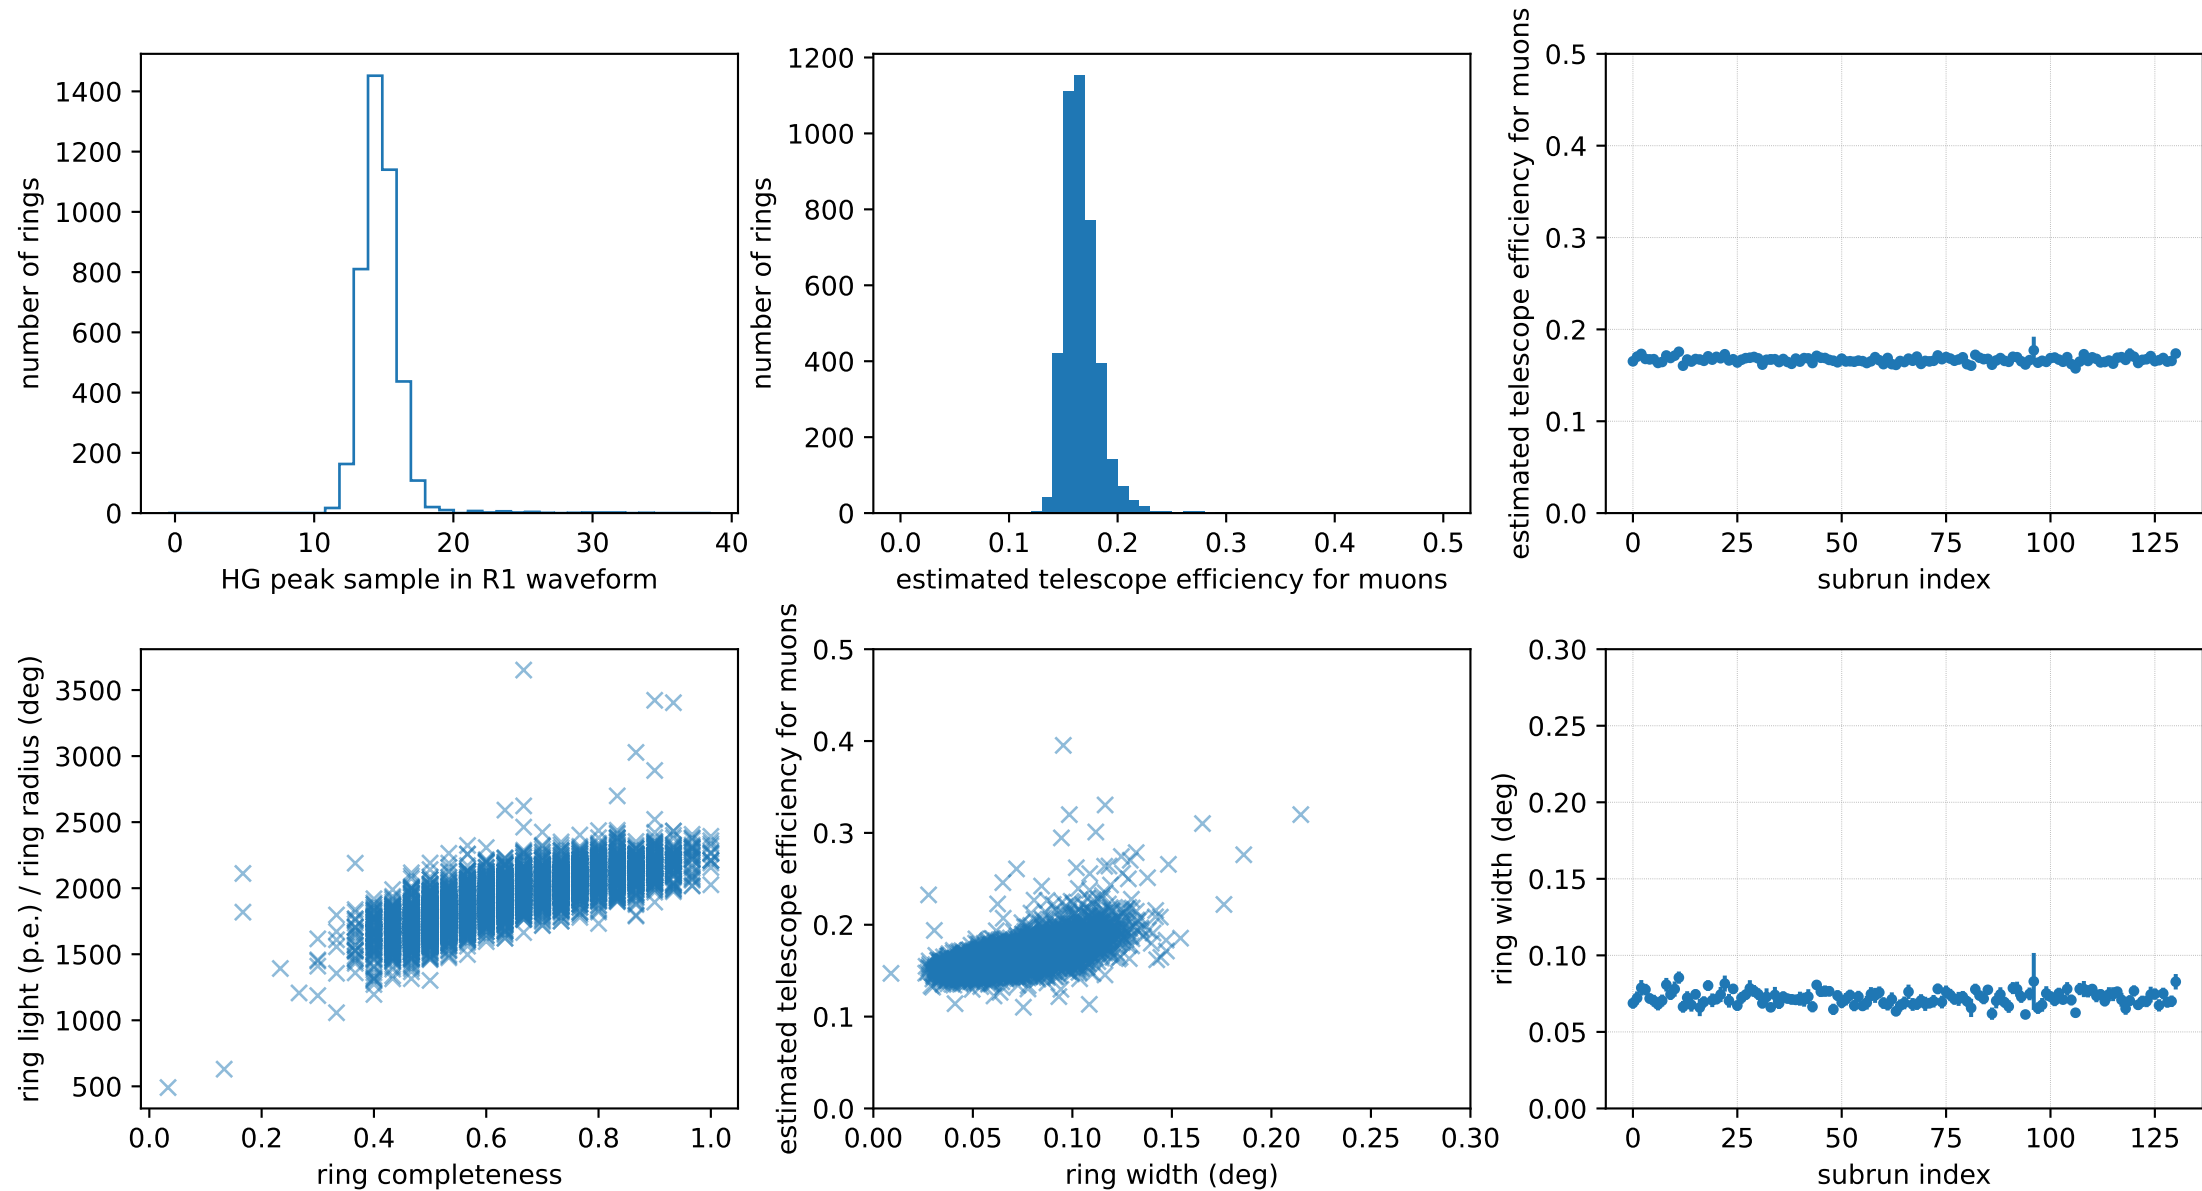 number of rings
1400
1200
1000
800
600
400
200
0
0 10 20 30 40
HG peak sample in R1 waveform
number of rings
1200
1000
800
600
400
200
0
0.0 0.1 0.2 0.3 0.4 0.5
estimated telescope efficiency for muons
estimated telescope efficiency for muons
0.5
0.4
0.3
0.2
0.1
0.0
0 25 50 75 100 125
subrun index
ring light (p.e.) / ring radius (deg)
3500
3000
2500
2000
1500
1000
500
0.0 0.2 0.4 0.6 0.8 1.0
ring completeness
estimated telescope efficiency for muons
0.5
0.4
0.3
0.2
0.1
0.0
0.00 0.05 0.10 0.15 0.20 0.25 0.30
ring width (deg)
ring width (deg)
0.30
0.25
0.20
0.15
0.10
0.05
0.00
0 25 50 75 100 125
subrun index